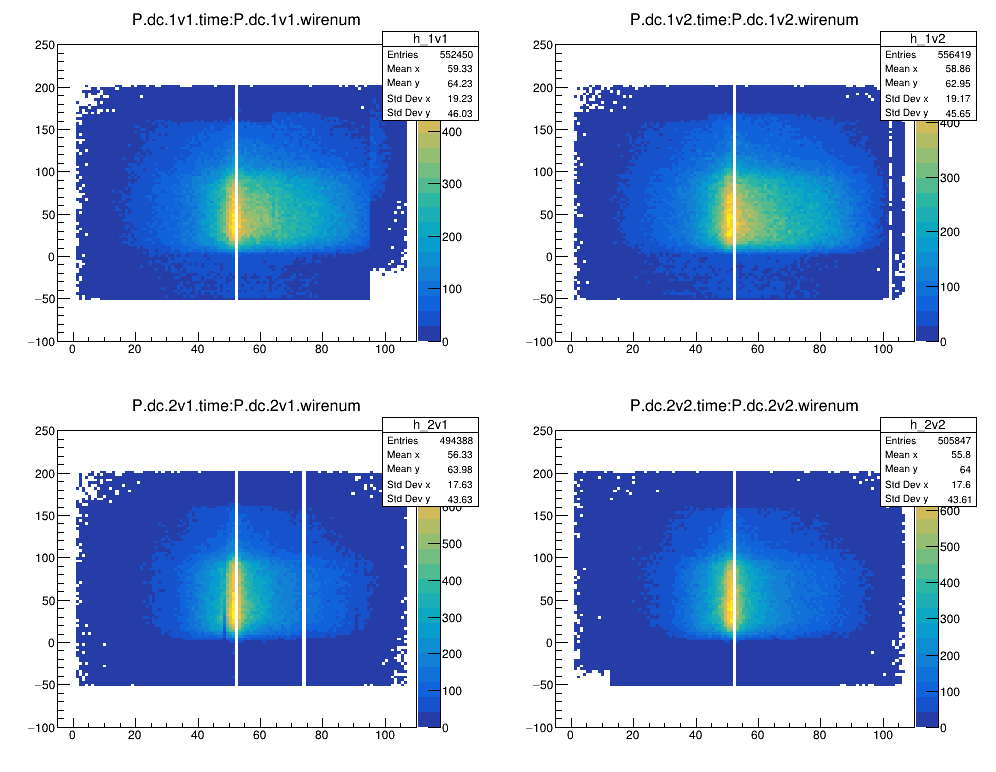 P.dc.1v1.time:P.dc.1v1.wirenum
h_1v1
Entries 552450
Mean x 59.33
Mean y 64.23
Std Dev x 19.23
Std Dev y 46.03
250
200
150
100
50
0
−50
−100
0 20 40 60 80 100
400
300
200
100
0
P.dc.1v2.time:P.dc.1v2.wirenum
h_1v2
Entries 556419
Mean x 58.86
Mean y 62.95
Std Dev x 19.17
Std Dev y 45.65
250
200
150
100
50
0
−50
−100
0 20 40 60 80 100
400
300
200
100
0
P.dc.2v1.time:P.dc.2v1.wirenum
h_2v1
Entries 494388
Mean x 56.33
Mean y 63.98
Std Dev x 17.63
Std Dev y 43.63
250
200
150
100
50
0
−50
−100
0 20 40 60 80 100
600
500
400
300
200
100
0
P.dc.2v2.time:P.dc.2v2.wirenum
h_2v2
Entries 505847
Mean x 55.8
Mean y 64
Std Dev x 17.6
Std Dev y 43.61
250
200
150
100
50
0
−50
−100
0 20 40 60 80 100
600
500
400
300
200
100
0